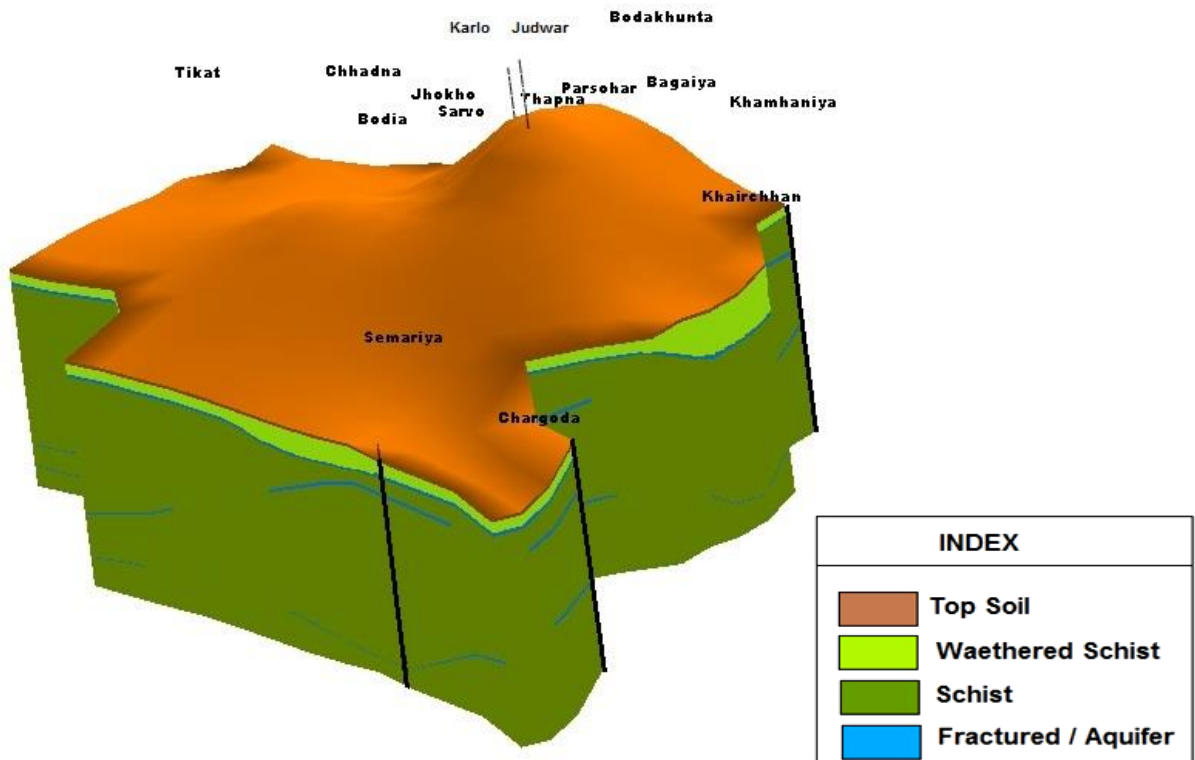 Bodakhunta
Karlo Judwar
Tikat
Chhadna
Jhokho
Parsohar
Bagaiya
Sarvo
Thapna
Khamhaniya
Bodia
Khairchhan
Semariya
Chargoda
INDEX
Top Soil
Waethered Schist
Schist
Fractured / Aquifer